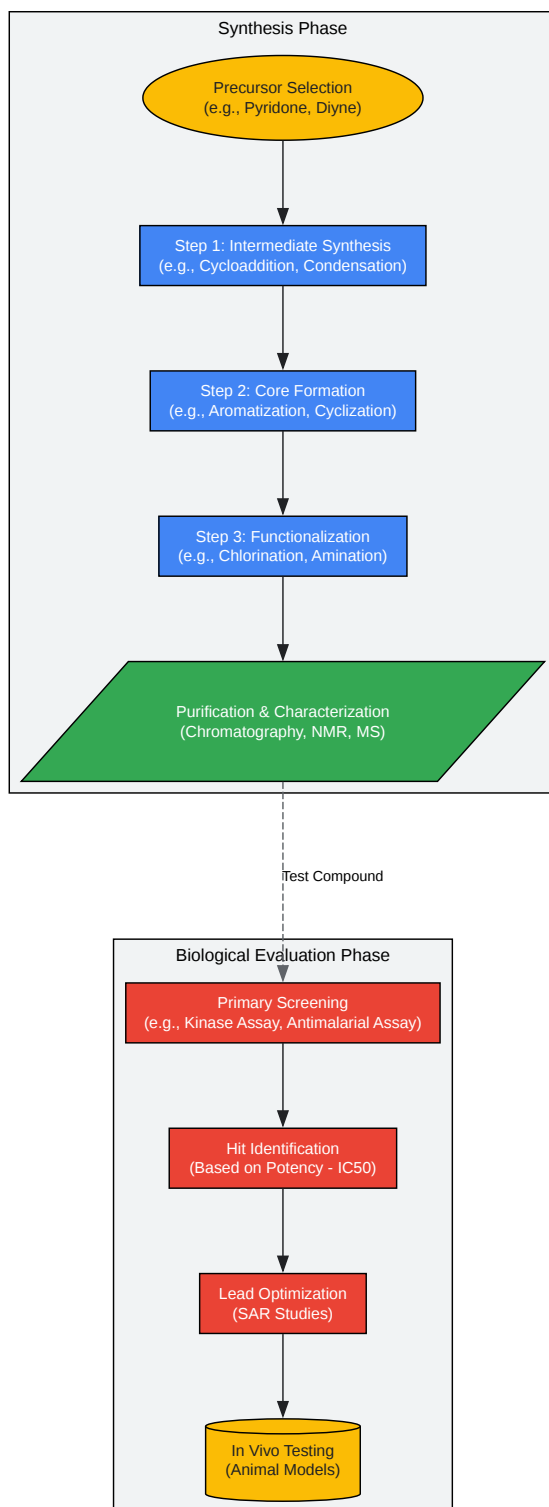 Synthesis Phase
Precursor Selection
(e.g., Pyridone, Diyne)
Step 1: Intermediate Synthesis
(e.g., Cycloaddition, Condensation)
Step 2: Core Formation
(e.g., Aromatization, Cyclization)
Step 3: Functionalization
(e.g., Chlorination, Amination)
Purification & Characterization
(Chromatography, NMR, MS)
Test Compound
Biological Evaluation Phase
Primary Screening
(e.g., Kinase Assay, Antimalarial Assay)
Hit Identification
(Based on Potency - IC50)
Lead Optimization
(SAR Studies)
In Vivo Testing
(Animal Models)